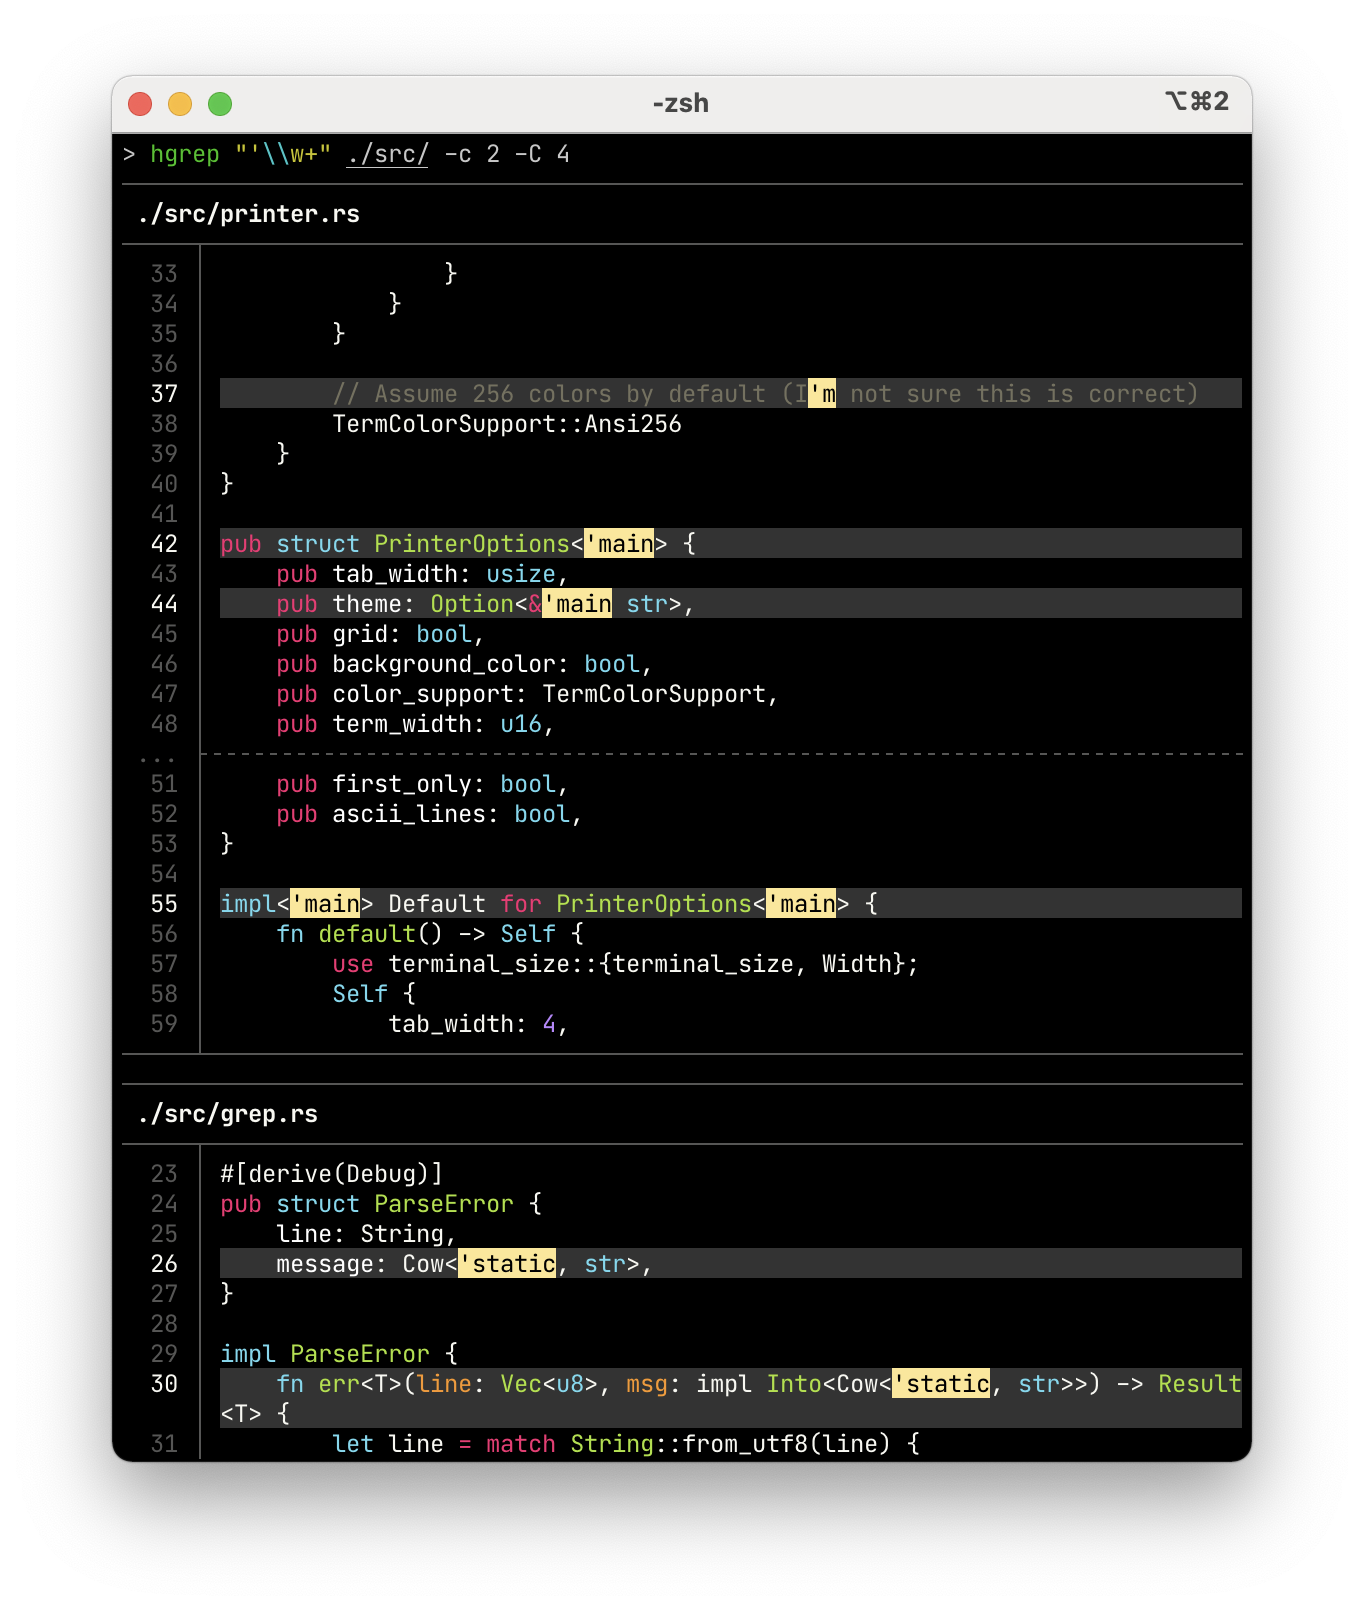 -zsh
⌥⌘2
> hgrep "'\\w+" ./src/ -c 2 -C 4
./src/printer.rs
33                 }
34             }
35         }
36
37         // Assume 256 colors by default (I'm not sure this is correct)
38         TermColorSupport::Ansi256
39     }
40 }
41
42 pub struct PrinterOptions<'main> {
43     pub tab_width: usize,
44     pub theme: Option<&'main str>,
45     pub grid: bool,
46     pub background_color: bool,
47     pub color_support: TermColorSupport,
48     pub term_width: u16,
...
51     pub first_only: bool,
52     pub ascii_lines: bool,
53 }
54
55 impl<'main> Default for PrinterOptions<'main> {
56     fn default() -> Self {
57         use terminal_size::{terminal_size, Width};
58         Self {
59             tab_width: 4,
./src/grep.rs
23 #[derive(Debug)]
24 pub struct ParseError {
25     line: String,
26     message: Cow<'static, str>,
27 }
28
29 impl ParseError {
30     fn err<T>(line: Vec<u8>, msg: impl Into<Cow<'static, str>>) -> Result
<T> {
31         let line = match String::from_utf8(line) {